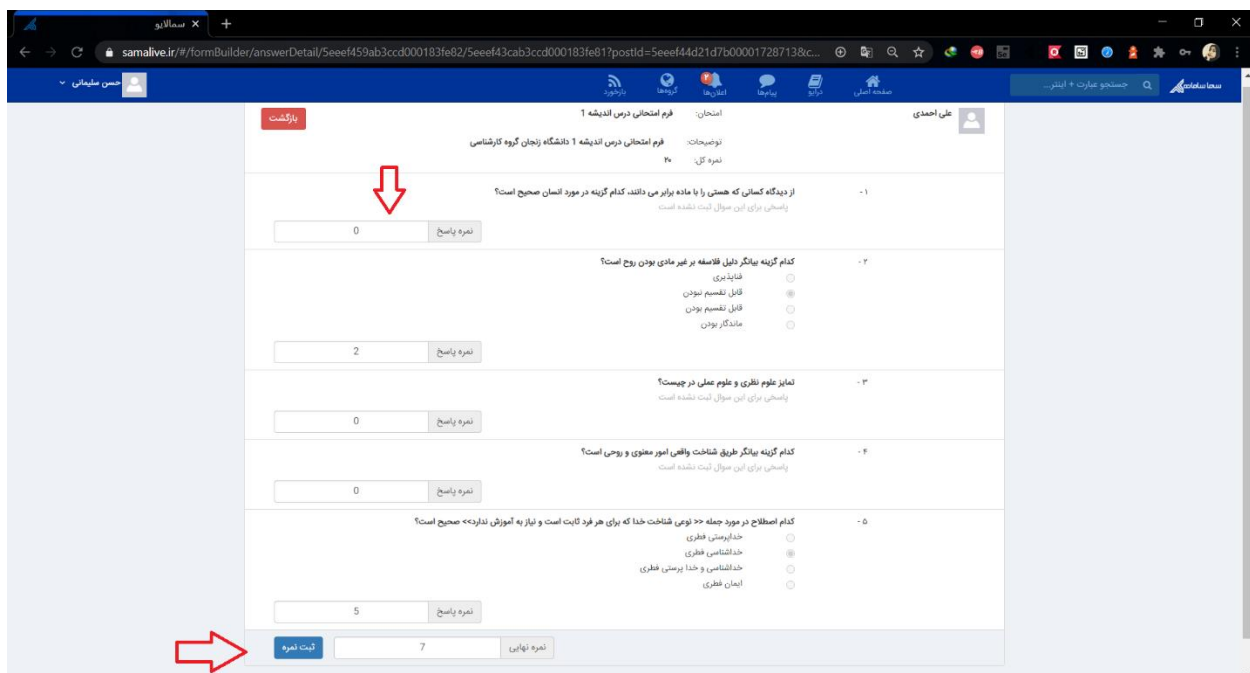 سمالایو
samalive.ir/#/formBuilder/answerDetail/5eeef459ab3ccd000183fe82/5eeef43cab3ccd000183fe81?postId=5eeef44d21d7b000017287138&c...
جستجو عبارت + اینتر...
صفحه اصلی
درایو
پیام‌ها
اعلان‌ها
گروه‌ها
بازخورد
حسن سلیمانی
علی احمدی
امتحان: فرم امتحانی درس اندیشه 1
بازگشت
توضیحات: فرم امتحانی درس اندیشه 1 دانشگاه زنجان گروه کارشناسی
نمره کل: ۲۰
۱- از دیدگاه کسانی که هستی را با ماده برابر می دانند، کدام گزینه در مورد انسان صحیح است؟
پاسخی برای این سوال ثبت نشده است
نمره پاسخ 0
۲- کدام گزینه بیانگر دلیل فلاسفه بر غیر مادی بودن روح است؟
فناپذیری
قابل تقسیم نبودن
قابل تقسیم بودن
ماندگار بودن
نمره پاسخ 2
۳- تمایز علوم نظری و علوم عملی در چیست؟
پاسخی برای این سوال ثبت نشده است
نمره پاسخ 0
۴- کدام گزینه بیانگر طریق شناخت واقعی امور معنوی و روحی است؟
پاسخی برای این سوال ثبت نشده است
نمره پاسخ 0
۵- کدام اصطلاح در مورد جمله << نوعی شناخت خدا که برای هر فرد ثابت است و نیاز به آموزش ندارد>> صحیح است؟
خداپرستی فطری
خداشناسی فطری
خداشناسی و خدا پرستی فطری
ایمان فطری
نمره پاسخ 5
نمره نهایی 7 ثبت نمره